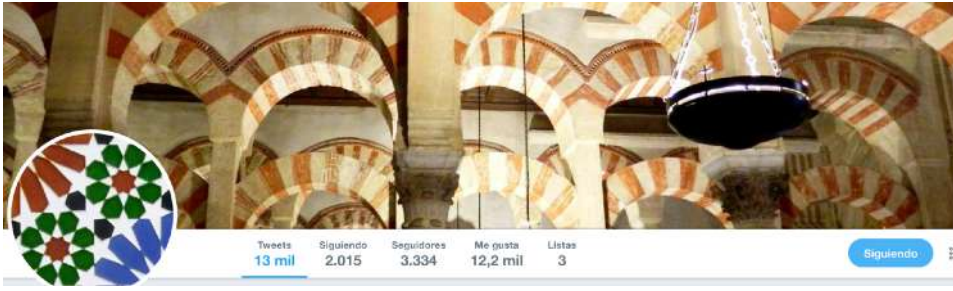 Tweets Siguiendo Seguidores Me gusta Listas
13 mil 2.015 3.334 12,2 mil 3
Siguiendo